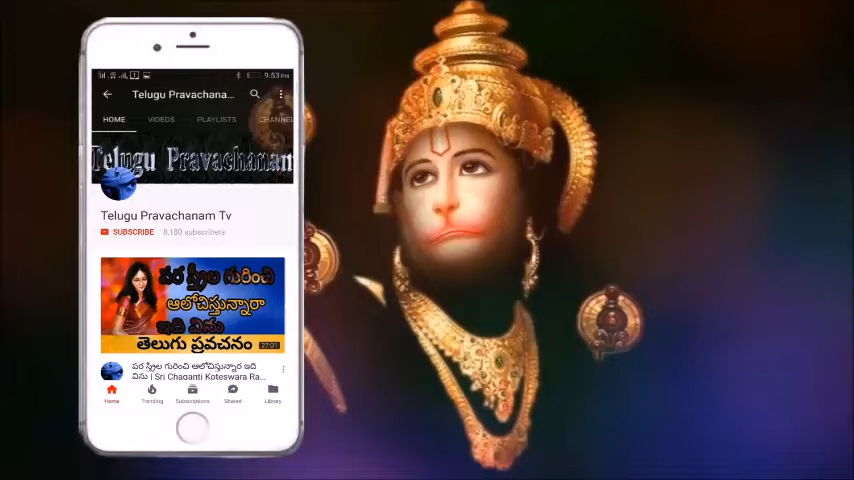 9:53 PM
Telugu Pravachana...
HOME VIDEOS PLAYLISTS CHANNEL
Telugu Pravachanam
Telugu Pravachanam Tv
SUBSCRIBE 8,180 subscribers
పర స్త్రీల గురించి
ఆలోచిస్తున్నారా
ఇది విను
తెలుగు ప్రవచనం
27:01
పర స్త్రీల గురించి ఆలోచిస్తున్నార ఇది
విను | Sri Chaganti Koteswara Ra...
Home Trending Subscriptions Shared Library